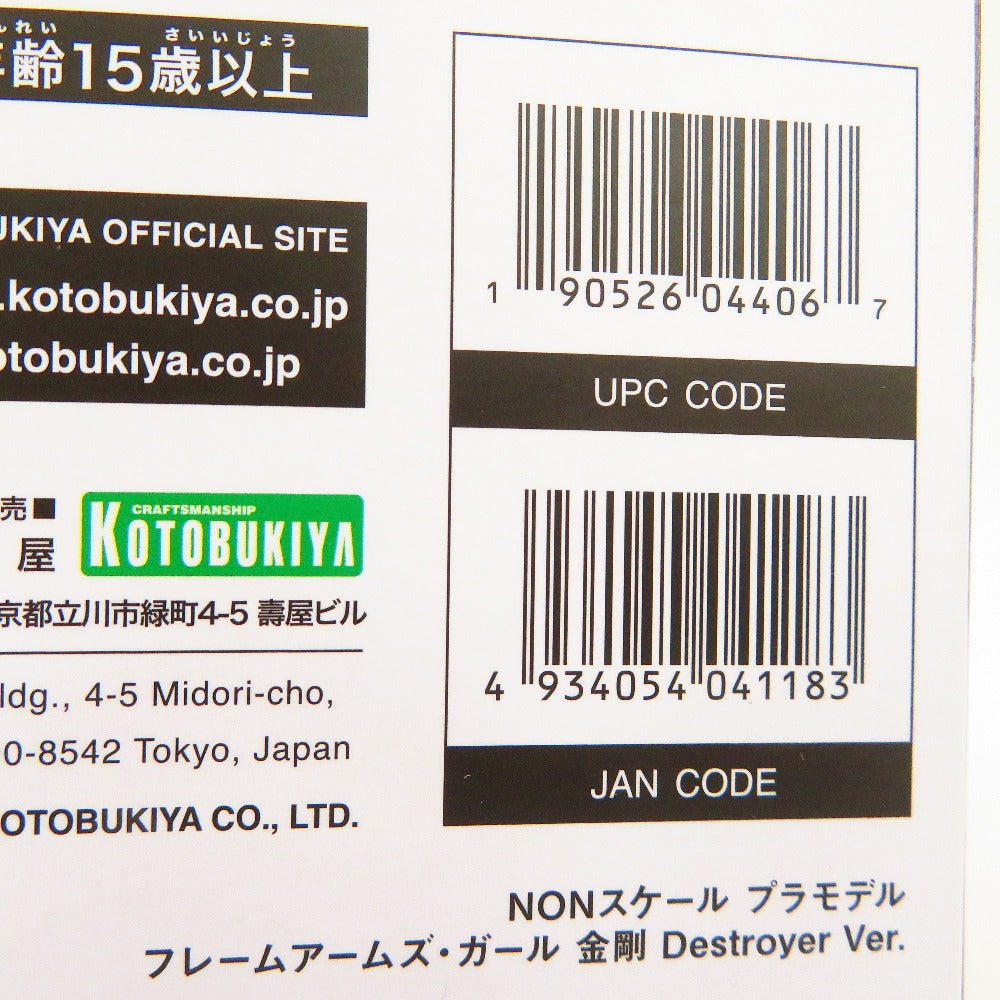 んれい さいいじょう
年齢15歳以上
UKIYA OFFICIAL SITE
.kotobukiya.co.jp
otobukiya.co.jp
売■
屋
CRAFTSMANSHIP
KOTOBUKIYA
京都立川市緑町4-5 壽屋ビル
ldg., 4-5 Midori-cho,
0-8542 Tokyo, Japan
OTOBUKIYA CO., LTD.
1 90526 04406 7
UPC CODE
4 934054 041183
JAN CODE
NONスケール プラモデル
フレームアームズ・ガール 金剛 Destroyer Ver.